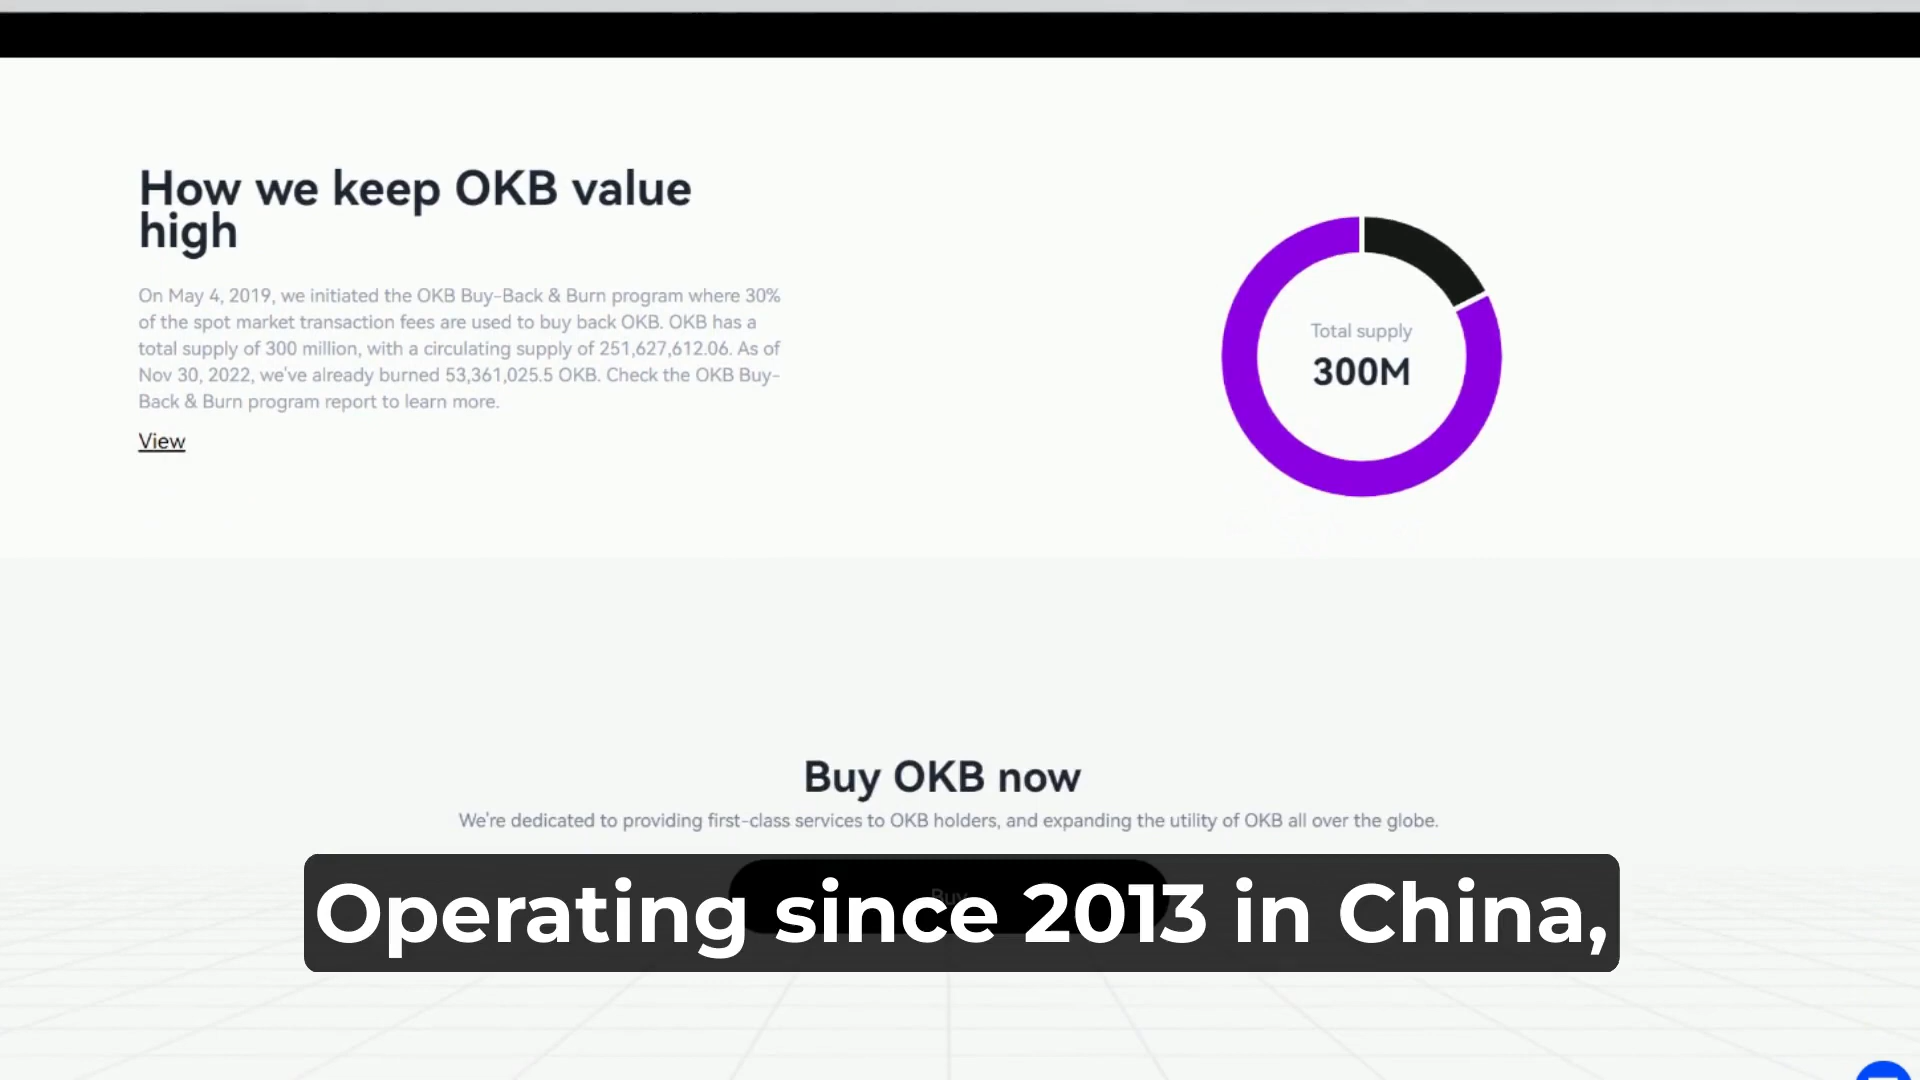 How we keep OKB value
high
On May 4, 2019, we initiated the OKB Buy-Back & Burn program where 30%
of the spot market transaction fees are used to buy back OKB. OKB has a
total supply of 300 million, with a circulating supply of 251,627,612.06. As of
Nov 30, 2022, we've already burned 53,361,025.5 OKB. Check the OKB Buy-
Back & Burn program report to learn more.
View
Total supply
300M
Buy OKB now
We're dedicated to providing first-class services to OKB holders, and expanding the utility of OKB all over the globe.
Buy
Operating since 2013 in China,